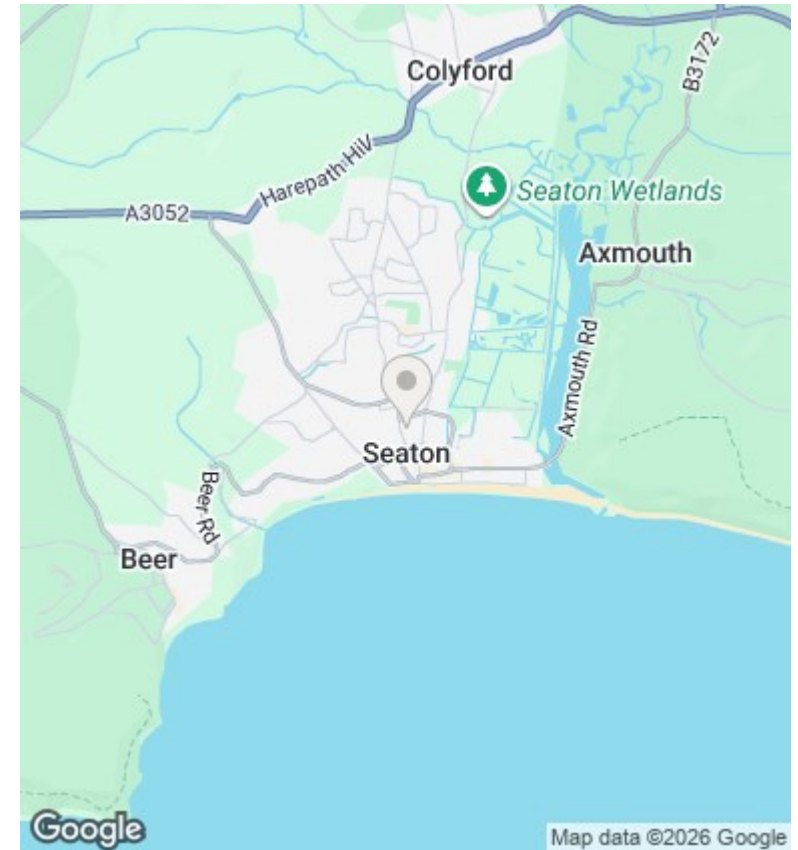 Colyford
B3172
Harepath Hill
Seaton Wetlands
A3052
Axmouth
Axmouth Rd
Seaton
Beer Rd
Beer
Google
Map data ©2026 Google